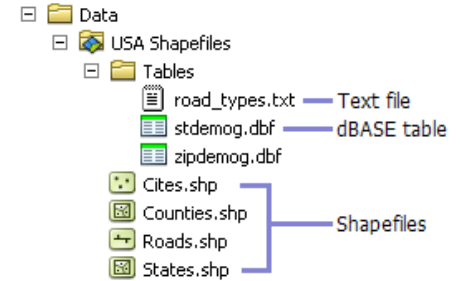 Data
USA Shapefiles
Tables
road_types.txt Text file
stdemog.dbf dBASE table
zipdemog.dbf
Cites.shp
Counties.shp
Shapefiles
Roads.shp
States.shp